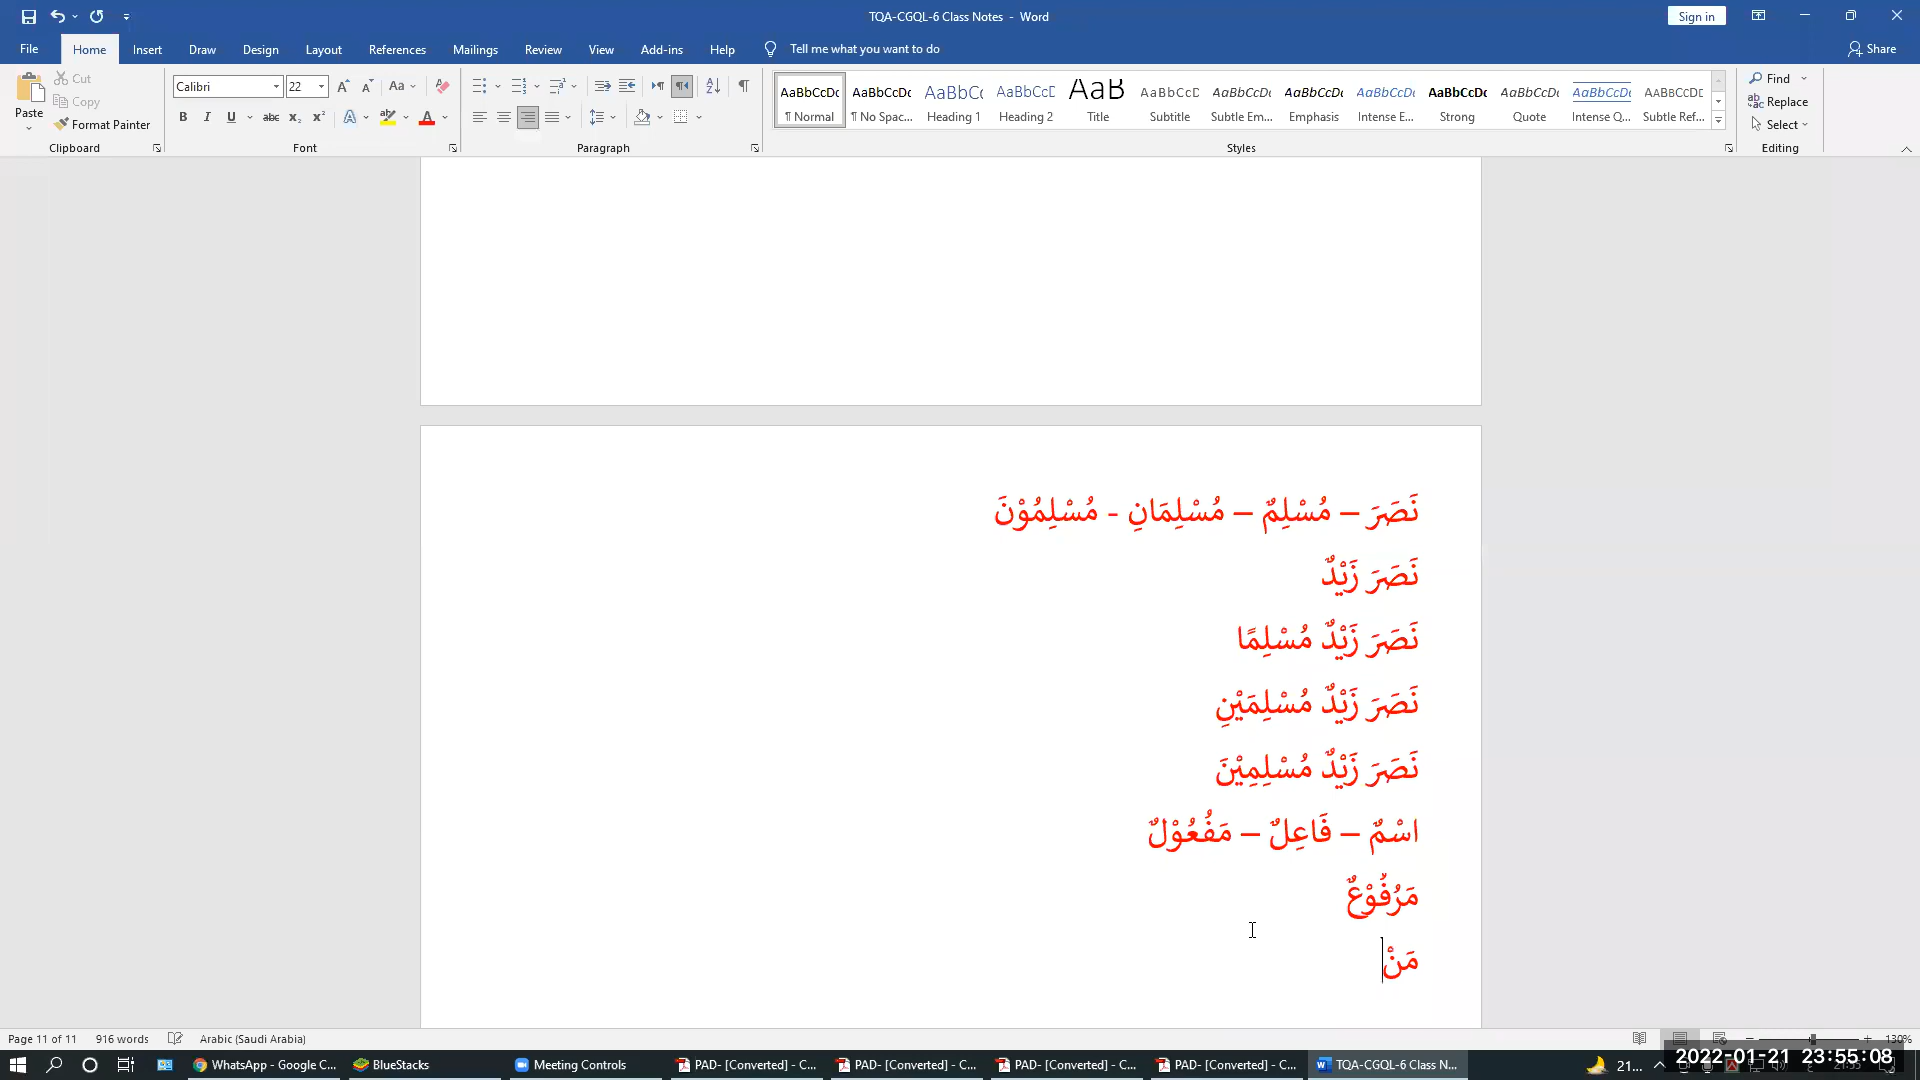 TQA-CGQL-6 Class Notes - Word
Sign in
File Home Insert Draw Design Layout References Mailings Review View Add-ins Help Tell me what you want to do Share
Paste Cut Copy Format Painter Clipboard
Calibri 22 Font
Paragraph
AaBbCcDc ¶ Normal
AaBbCcDc ¶ No Spac...
AaBbCc Heading 1
AaBbCcD Heading 2
AaB Title
AaBbCcD Subtitle
AaBbCcDc Subtle Em...
AaBbCcDc Emphasis
AaBbCcDc Intense E...
AaBbCcDc Strong
AaBbCcDc Quote
AaBbCcDc Intense Q...
AaBbCcDc Subtle Ref...
Styles
Find Replace Select Editing
نَصَرَ – مُسْلِمٌ – مُسْلِمَانِ - مُسْلِمُوْنَ
نَصَرَ زَيْدٌ
نَصَرَ زَيْدٌ مُسْلِمًا
نَصَرَ زَيْدٌ مُسْلِمَيْنِ
نَصَرَ زَيْدٌ مُسْلِمِيْنَ
اسْمٌ – فَاعِلٌ – مَفُعُوْلٌ
مَرُفُوْعٌ
مَنْ
Page 11 of 11 916 words Arabic (Saudi Arabia) 130%
WhatsApp - Google C... BlueStacks Meeting Controls PAD- [Converted] - C... PAD- [Converted] - C... PAD- [Converted] - C... PAD- [Converted] - C... TQA-CGQL-6 Class N... 21...
2022-01-21 23:55:08